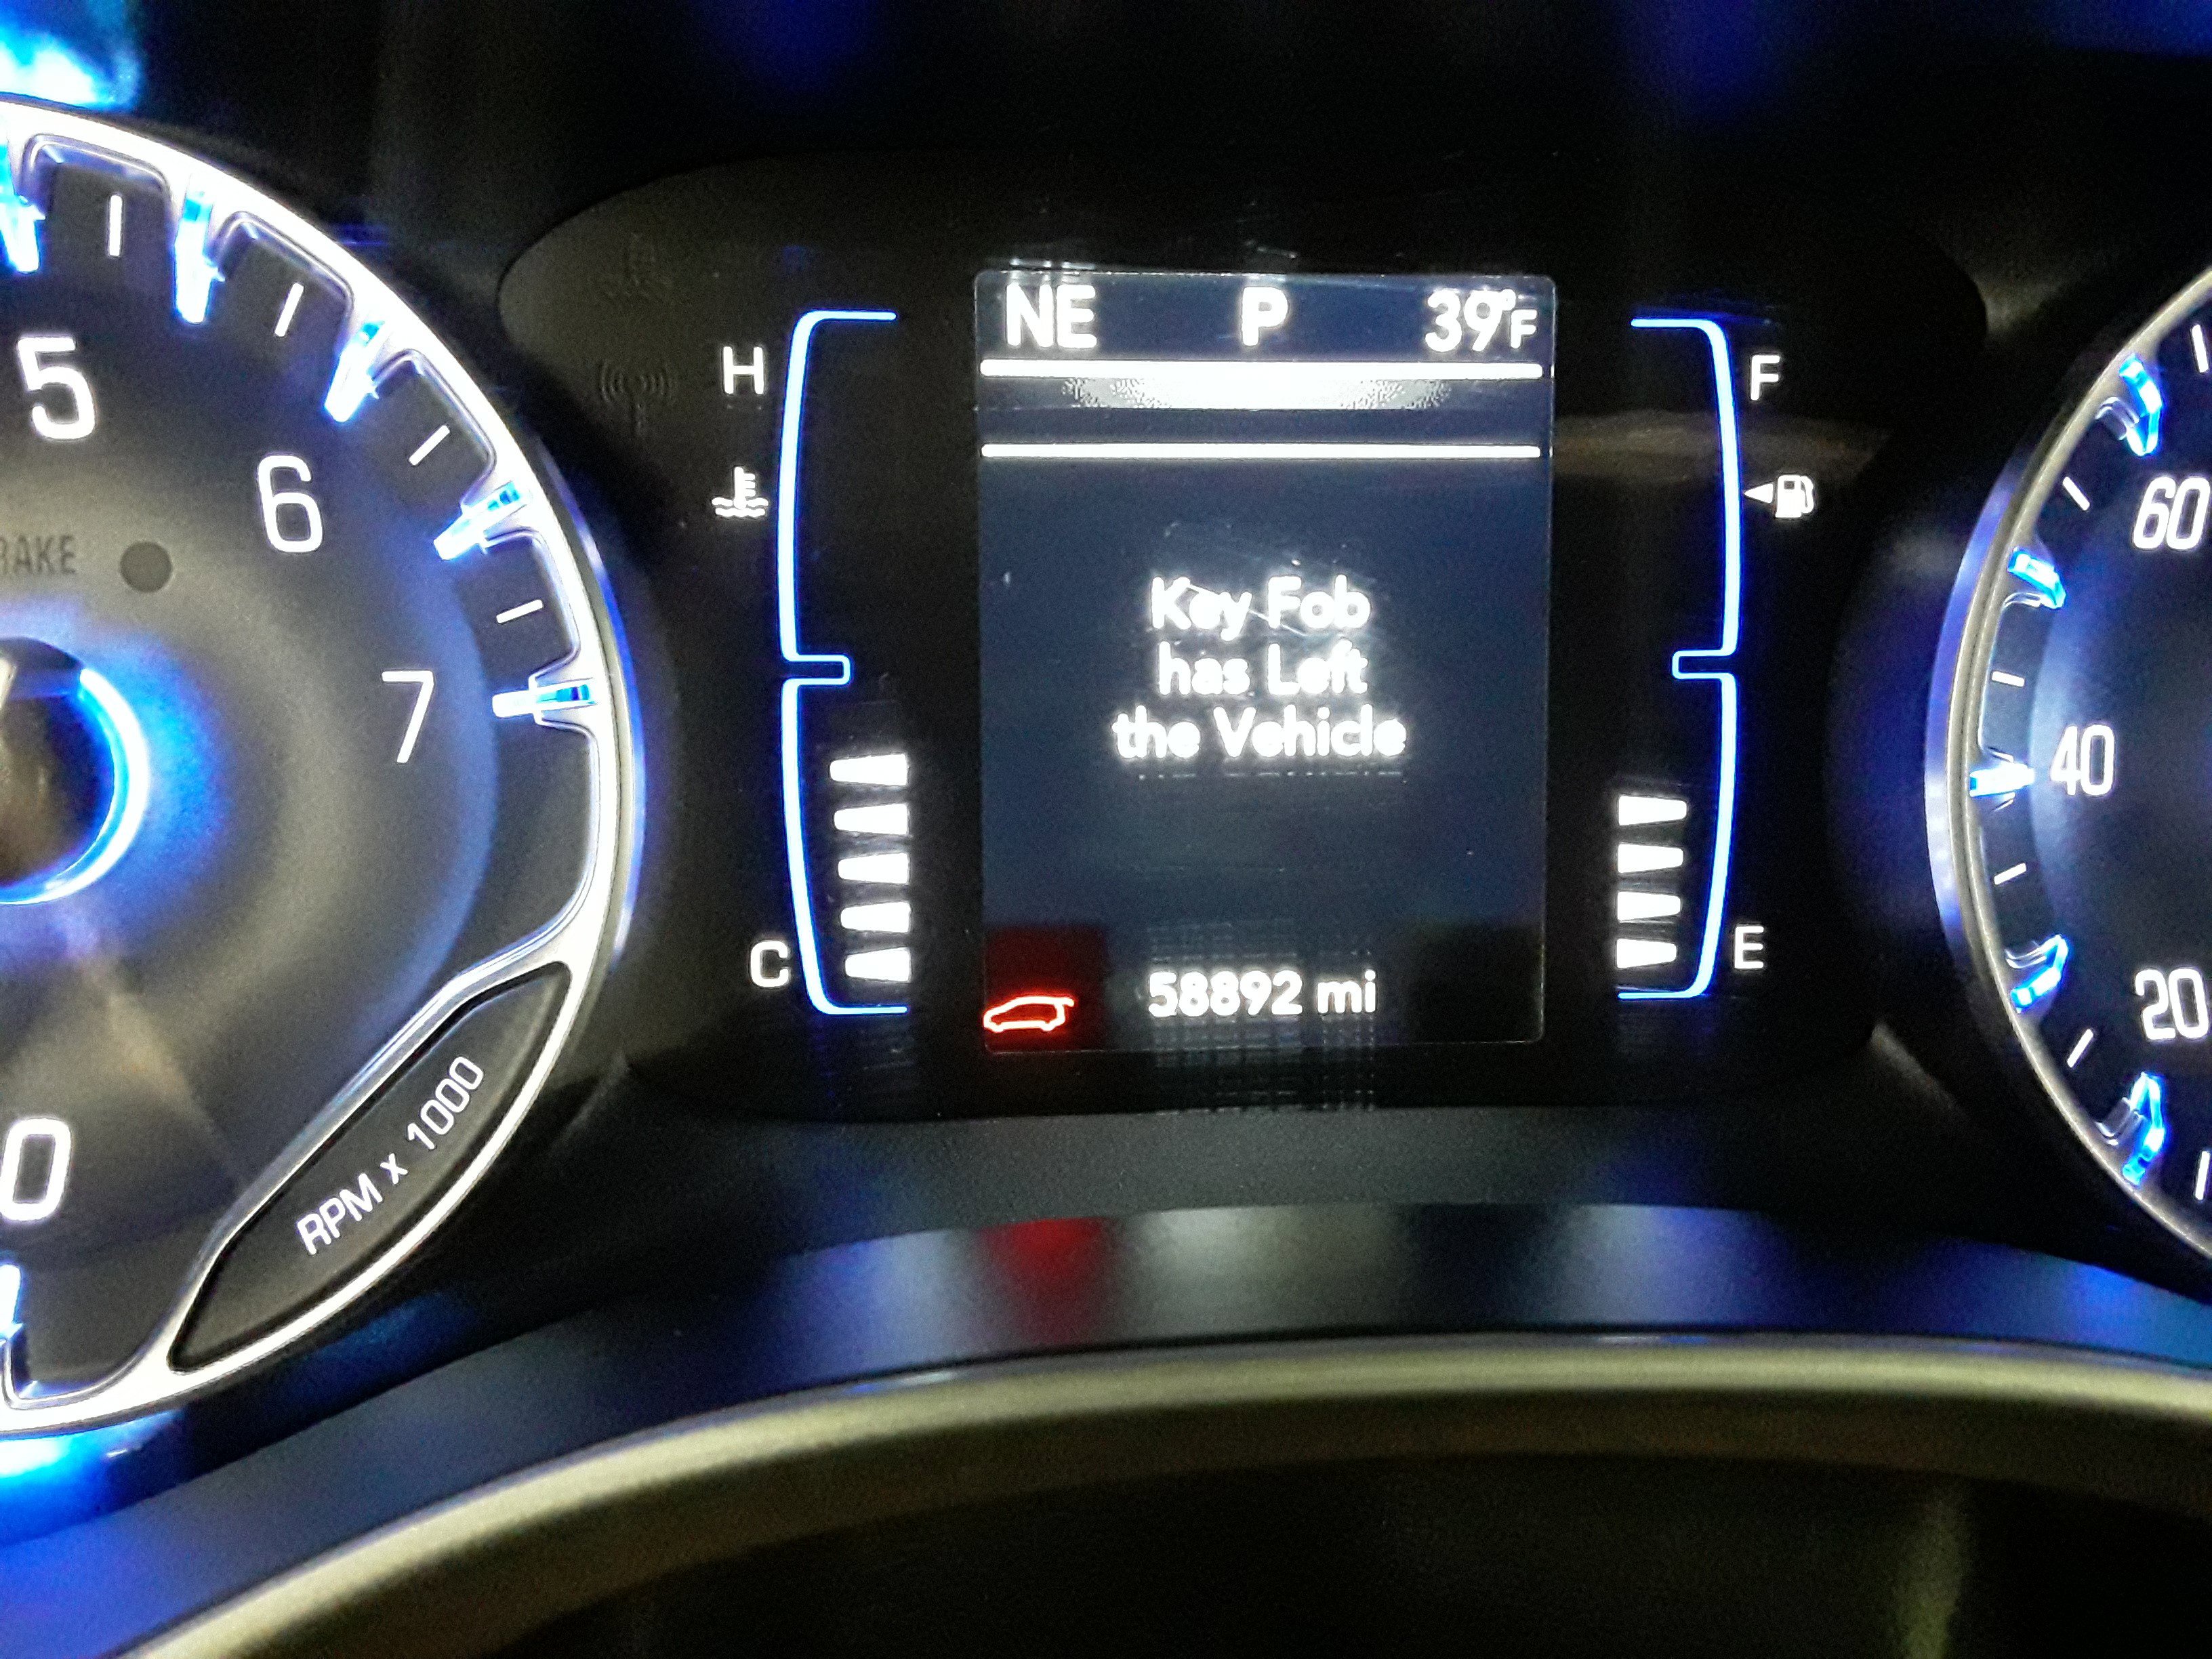 NE P 39°F
H
F
5
6
7
0
RAKE
RPM x 1000
Key Fob
has Left
the Vehicle
C
E
58892 mi
60
40
20